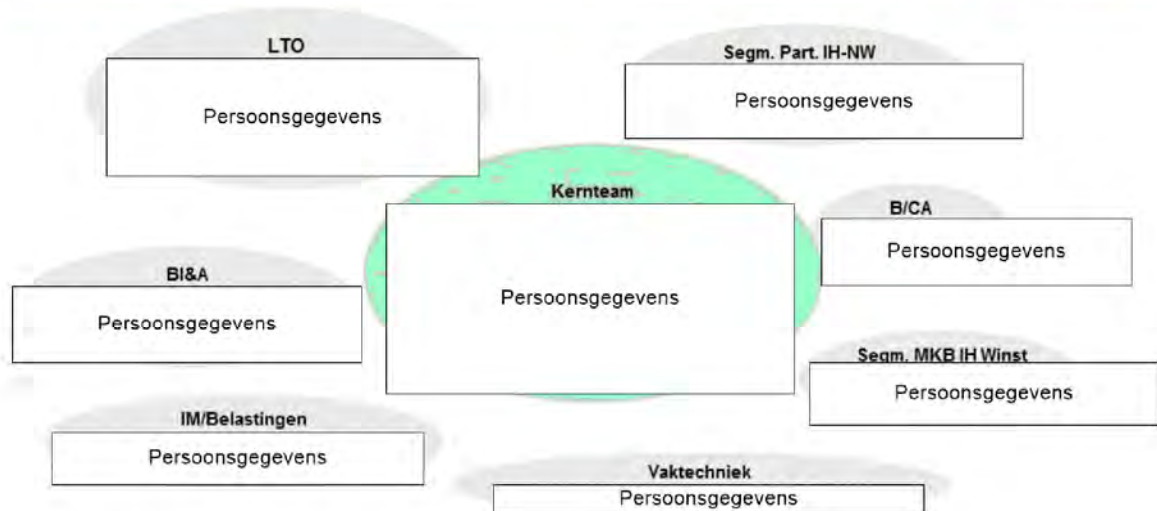 LTO
Persoonsgegevens
Segm. Part. IH-NW
Persoonsgegevens
Kernteam
Persoonsgegevens
B/CA
Persoonsgegevens
BI&A
Persoonsgegevens
Segm. MKB IH Winst
Persoonsgegevens
IM/Belastingen
Persoonsgegevens
Vaktechniek
Persoonsgegevens